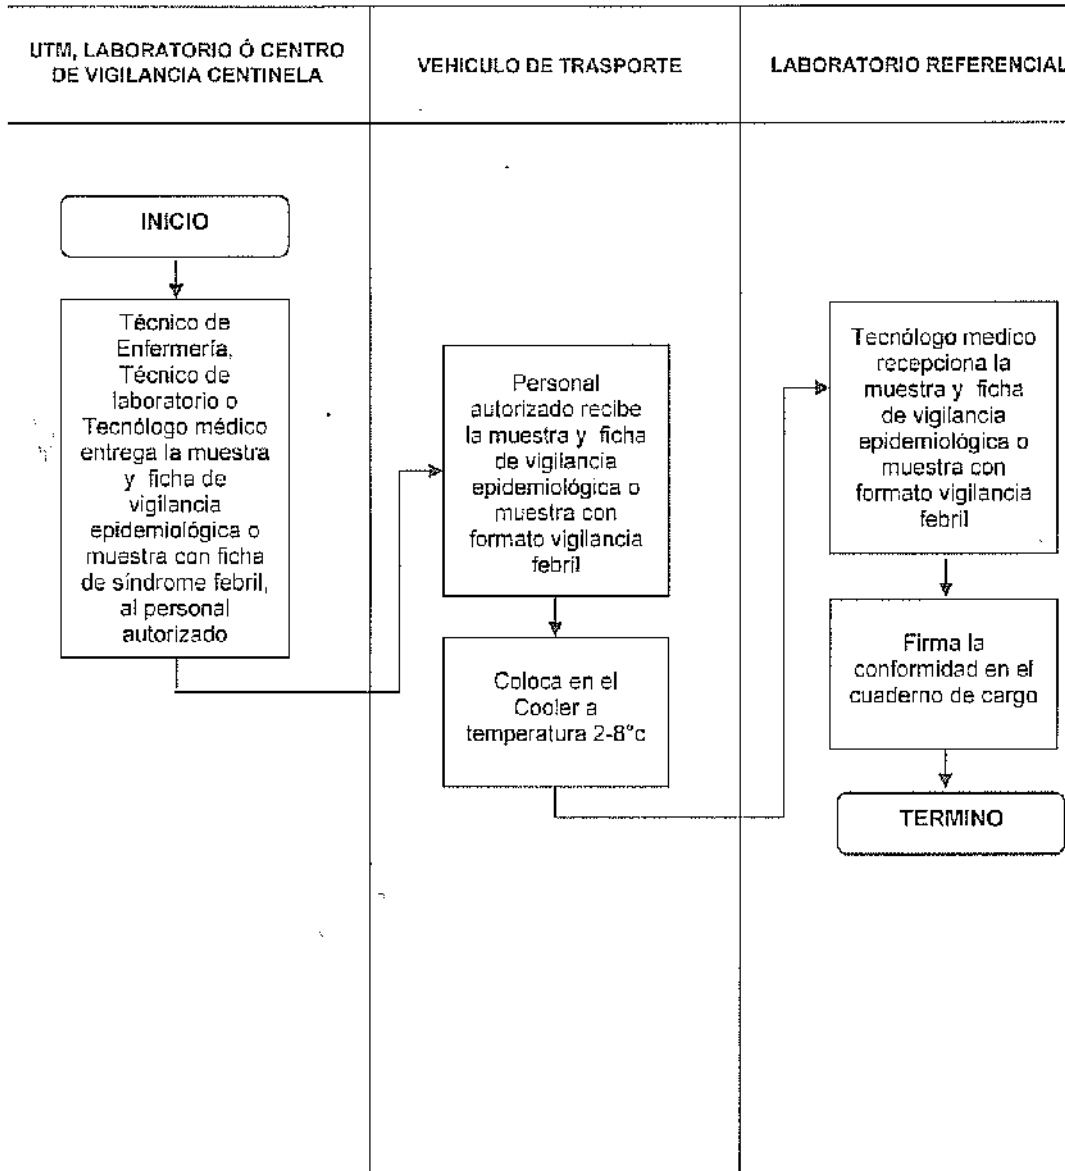 UTM, LABORATORIO Ó CENTRO
DE VIGILANCIA CENTINELA
VEHICULO DE TRASPORTE
LABORATORIO REFERENCIAL
INICIO
Técnico de
Enfermería,
Técnico de
laboratorio o
Tecnólogo médico
entrega la muestra
y ficha de
vigilancia
epidemiológica o
muestra con ficha
de síndrome febril,
al personal
autorizado
Personal
autorizado recibe
la muestra y ficha
de vigilancia
epidemiológica o
muestra con
formato vigilancia
febril
Coloca en el
Cooler a
temperatura 2-8°c
Tecnólogo medico
recepciona la
muestra y ficha
de vigilancia
epidemiológica o
muestra con
formato vigilancia
febril
Firma la
conformidad en el
cuaderno de cargo
TERMINO